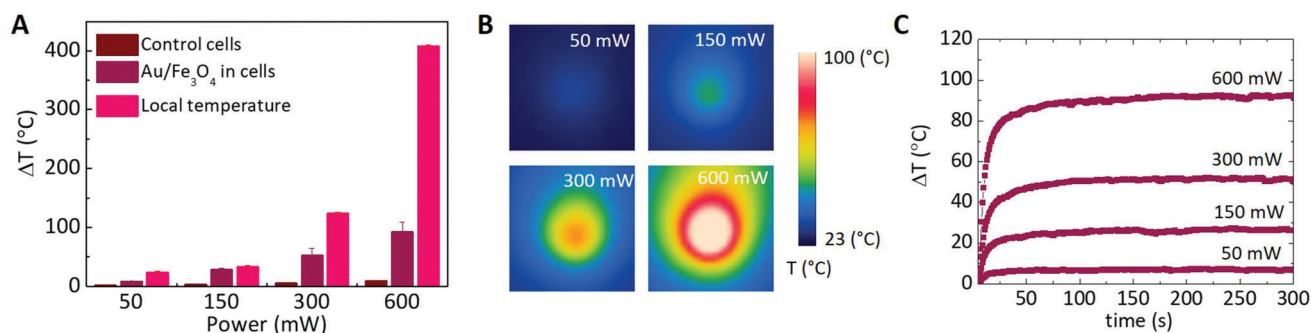 A
ΔT (°C)
400
300
400
100
0
Control cells
Au/Fe₃O₄ in cells
Local temperature
50 150 300 600
Power (mW)
B
50 mW
150 mW
300 mW
600 mW
100 (°C)
23 (°C)
T (°C)
C
ΔT (°C)
120
100
80
60
40
20
0
600 mW
300 mW
150 mW
50 mW
50 100 150 200 250 300
time (s)